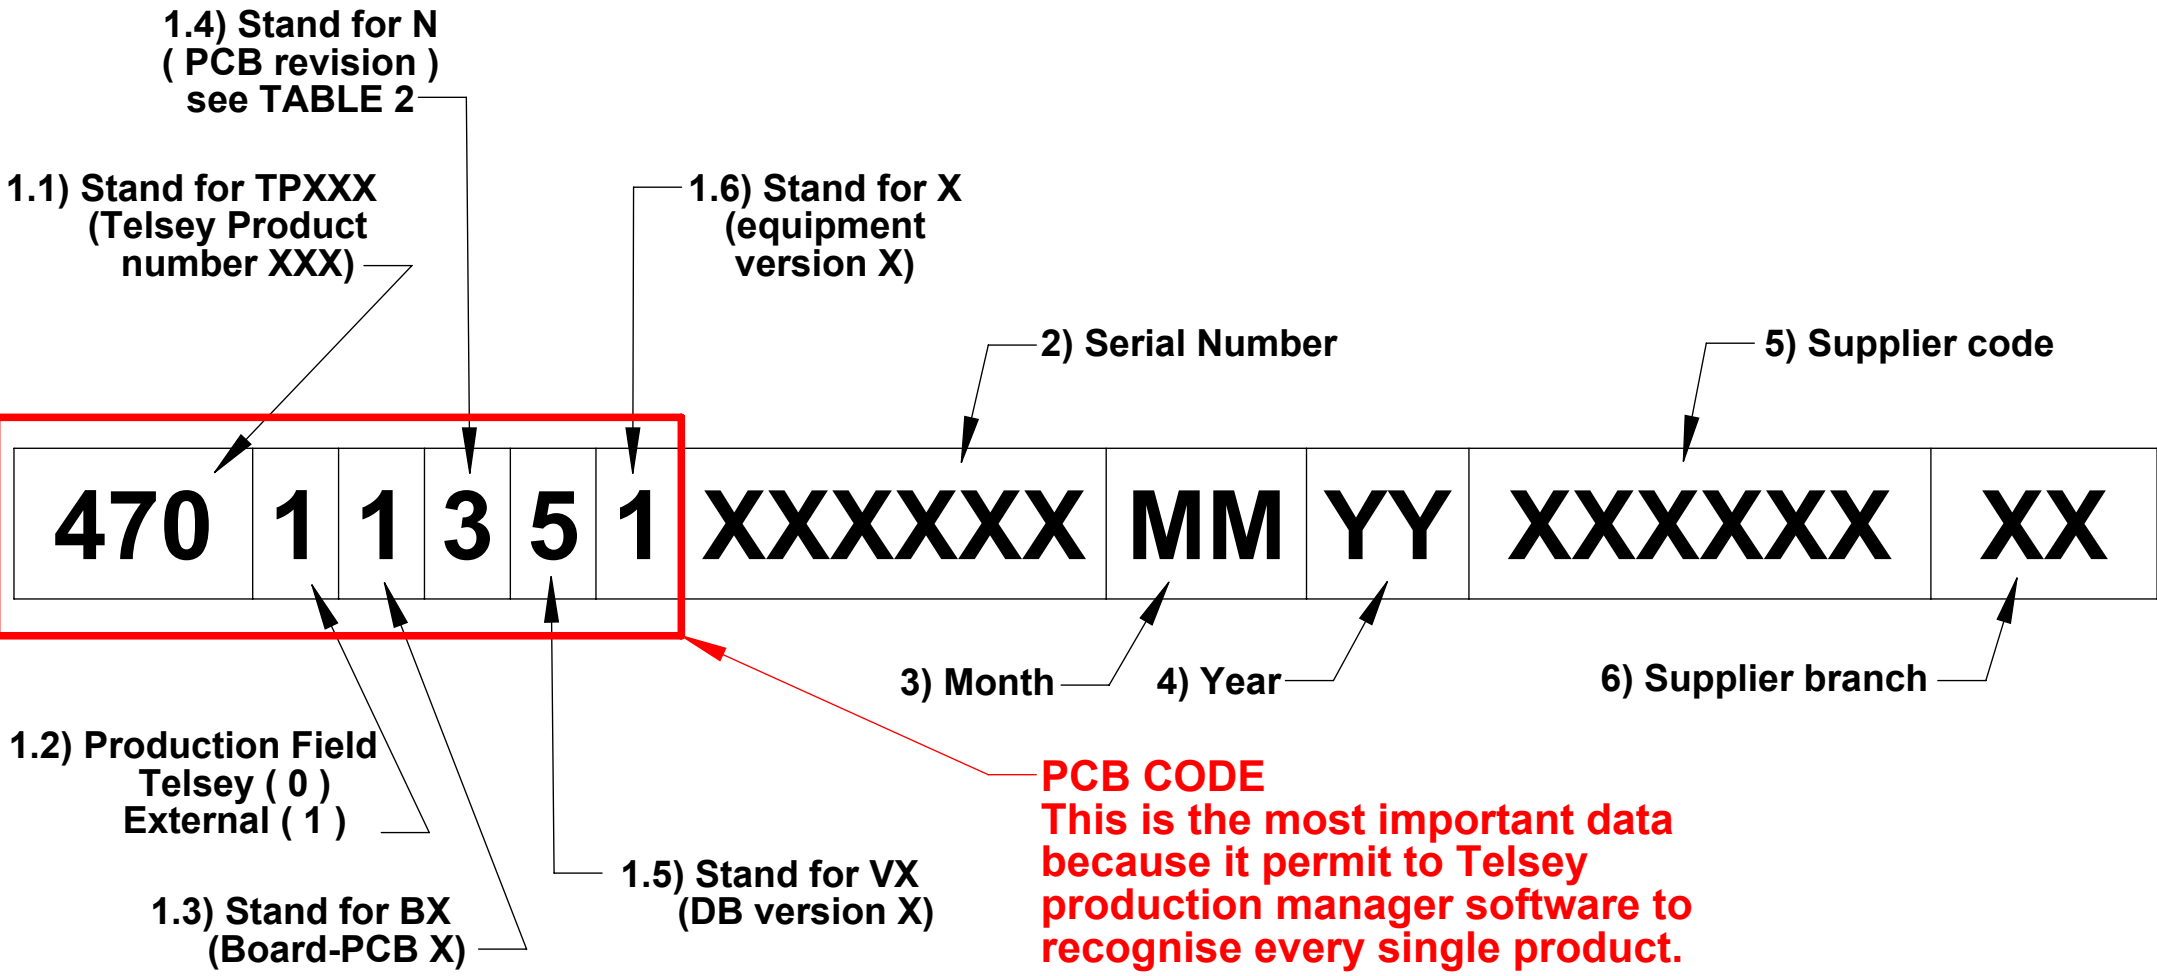 1.4) Stand for N
( PCB revision )
see TABLE 2
1.1) Stand for TPXXX
(Telsey Product
number XXX)
1.6) Stand for X
(equipment
version X)
2) Serial Number
5) Supplier code
470 1 1 3 5 1 XXXXXX MM YY XXXXXX XX
3) Month
4) Year
6) Supplier branch
1.2) Production Field
Telsey ( 0 )
External ( 1 )
1.3) Stand for BX
(Board-PCB X)
1.5) Stand for VX
(DB version X)
PCB CODE
This is the most important data
because it permit to Telsey
production manager software to
recognise every single product.